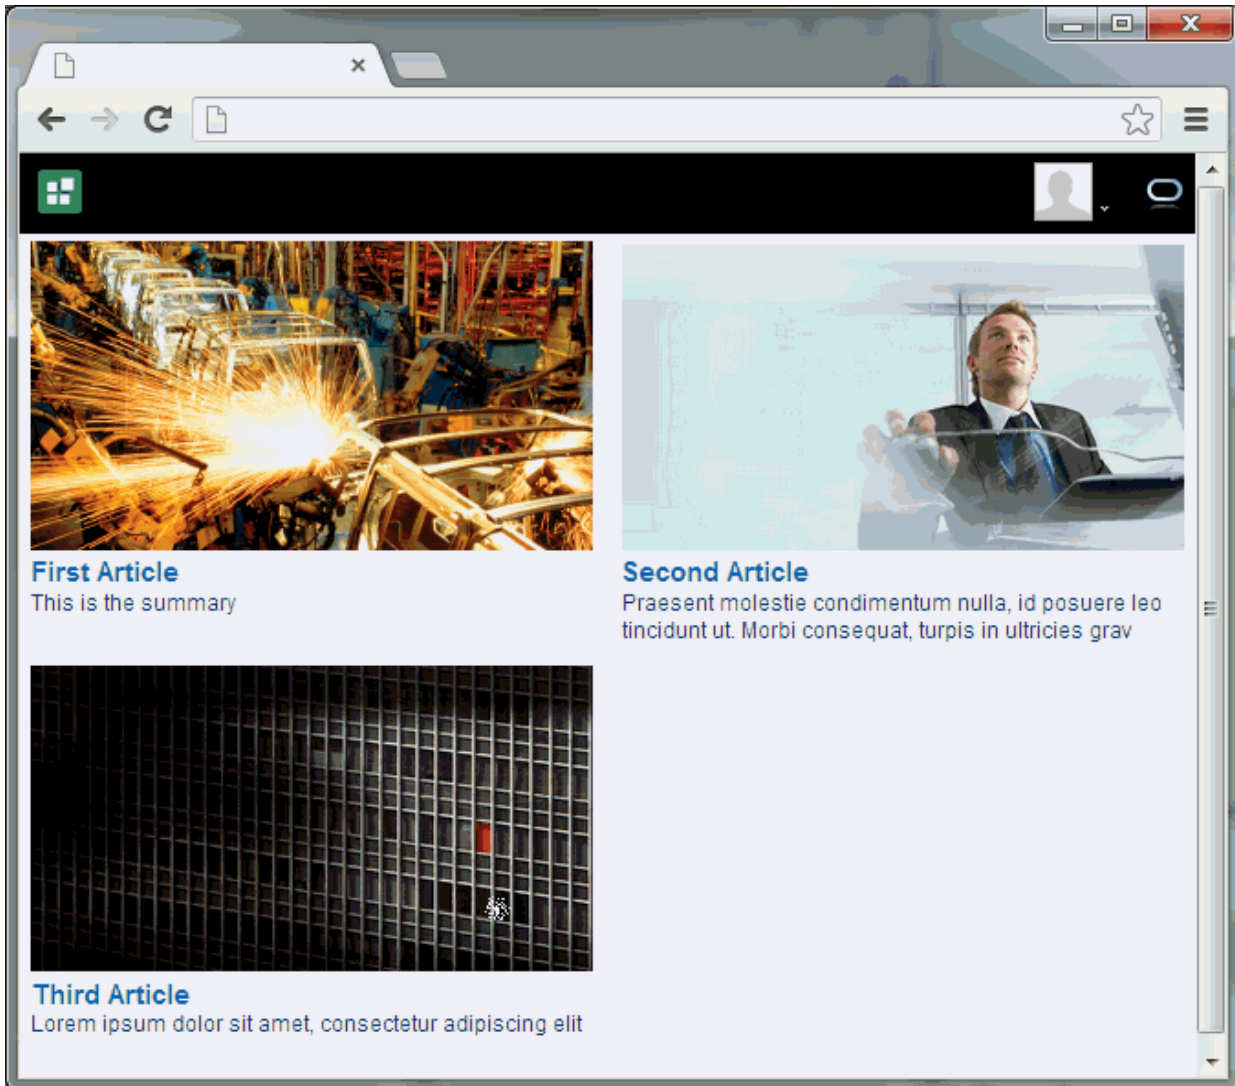 First Article
This is the summary
Second Article
Praesent molestie condimentum nulla, id posuere leo
tincidunt ut. Morbi consequat, turpis in ultricies grav
Third Article
Lorem ipsum dolor sit amet, consectetur adipiscing elit